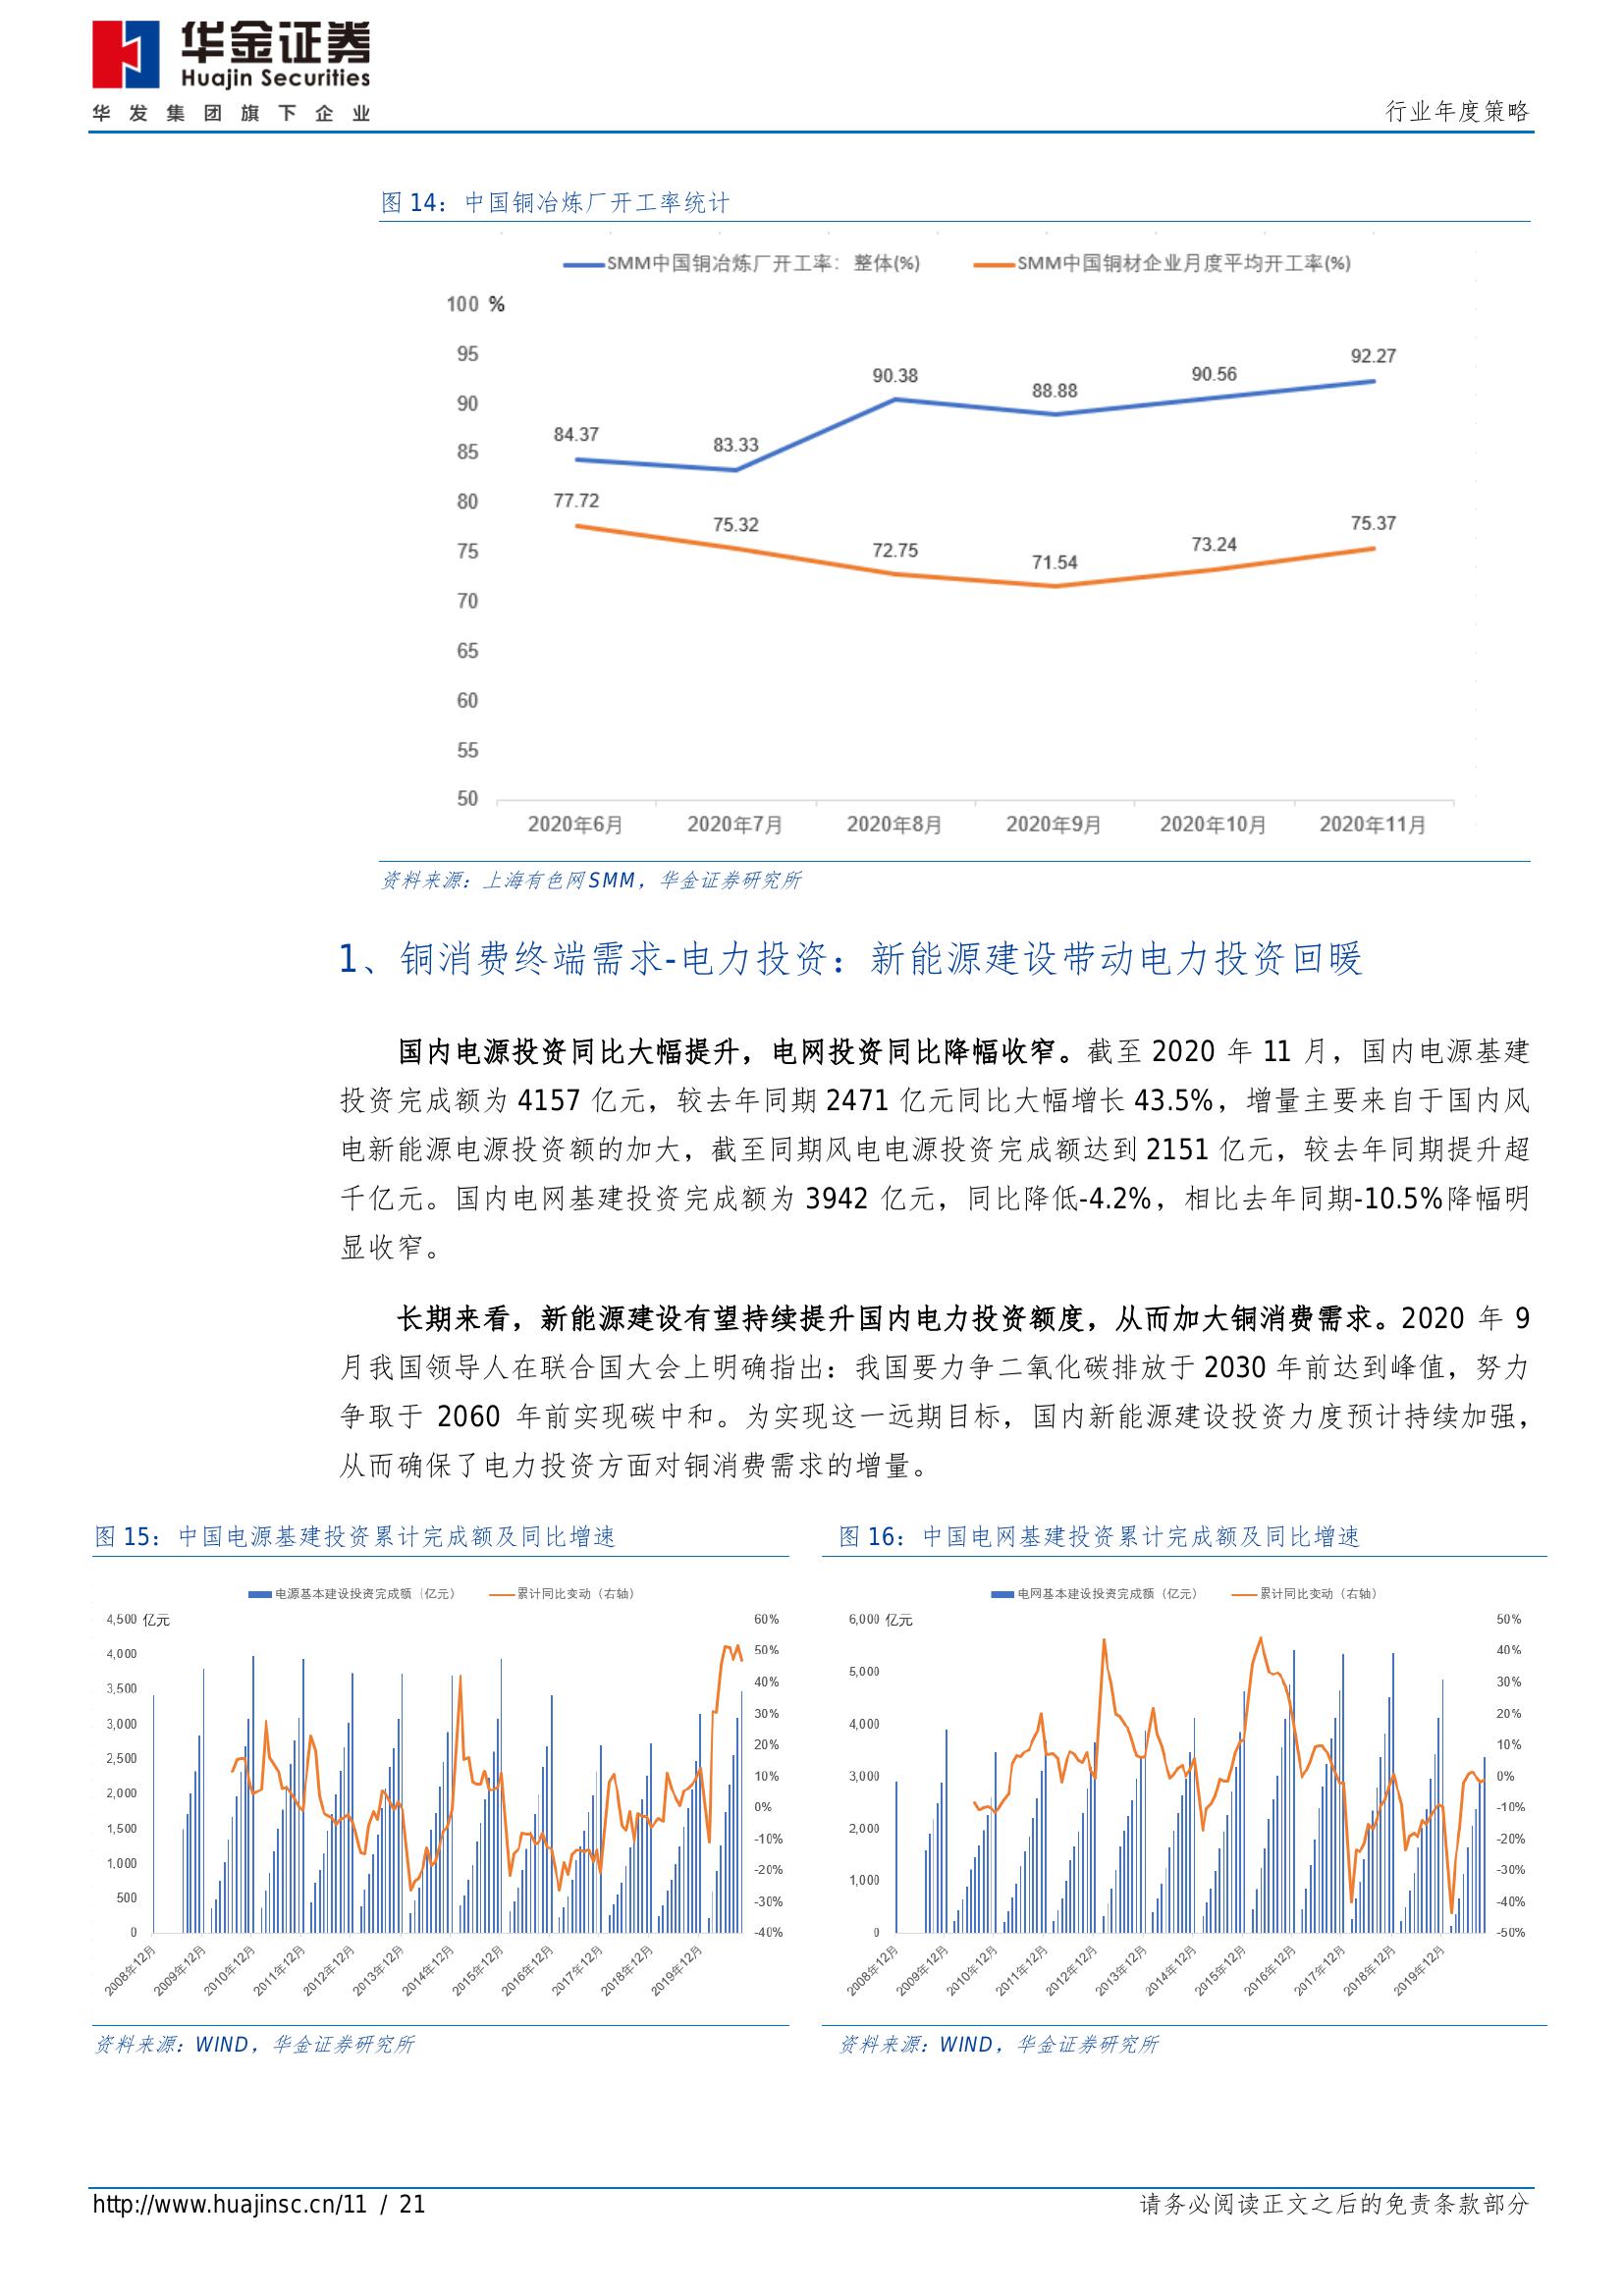 华金证券
Huajin Securities
华发集团旗下企业
行业年度策略
图 14：中国铜冶炼厂开工率统计
SMM中国铜冶炼厂开工率：整体(%) SMM中国铜材企业月度平均开工率(%)
100 %
95
90
85
80
75
70
65
60
55
50
84.37 83.33 90.38 88.88 90.56 92.27
77.72 75.32 72.75 71.54 73.24 75.37
2020年6月 2020年7月 2020年8月 2020年9月 2020年10月 2020年11月
资料来源：上海有色网SMM，华金证券研究所
1、铜消费终端需求-电力投资：新能源建设带动电力投资回暖
国内电源投资同比大幅提升，电网投资同比降幅收窄。截至 2020 年 11 月，国内电源基建
投资完成额为 4157 亿元，较去年同期 2471 亿元同比大幅增长 43.5%，增量主要来自于国内风
电新能源电源投资额的加大，截至同期风电电源投资完成额达到 2151 亿元，较去年同期提升超
千亿元。国内电网基建投资完成额为 3942 亿元，同比降低-4.2%，相比去年同期-10.5%降幅明
显收窄。
长期来看，新能源建设有望持续提升国内电力投资额度，从而加大铜消费需求。2020 年 9
月我国领导人在联合国大会上明确指出：我国要力争二氧化碳排放于 2030 年前达到峰值，努力
争取于 2060 年前实现碳中和。为实现这一远期目标，国内新能源建设投资力度预计持续加强，
从而确保了电力投资方面对铜消费需求的增量。
图 15：中国电源基建投资累计完成额及同比增速
电源基本建设投资完成额（亿元） 累计同比变动（右轴）
4,500 亿元
4,000
3,500
3,000
2,500
2,000
1,500
1,000
500
0
60%
50%
40%
30%
20%
10%
0%
-10%
-20%
-30%
-40%
2008年12月 2009年12月 2010年12月 2011年12月 2012年12月 2013年12月 2014年12月 2015年12月 2016年12月 2017年12月 2018年12月 2019年12月
资料来源：WIND，华金证券研究所
图 16：中国电网基建投资累计完成额及同比增速
电网基本建设投资完成额（亿元） 累计同比变动（右轴）
6,000 亿元
5,000
4,000
3,000
2,000
1,000
0
50%
40%
30%
20%
10%
0%
-10%
-20%
-30%
-40%
-50%
2008年12月 2009年12月 2010年12月 2011年12月 2012年12月 2013年12月 2014年12月 2015年12月 2016年12月 2017年12月 2018年12月 2019年12月
资料来源：WIND，华金证券研究所
http://www.huajinsc.cn/11 / 21
请务必阅读正文之后的免责条款部分